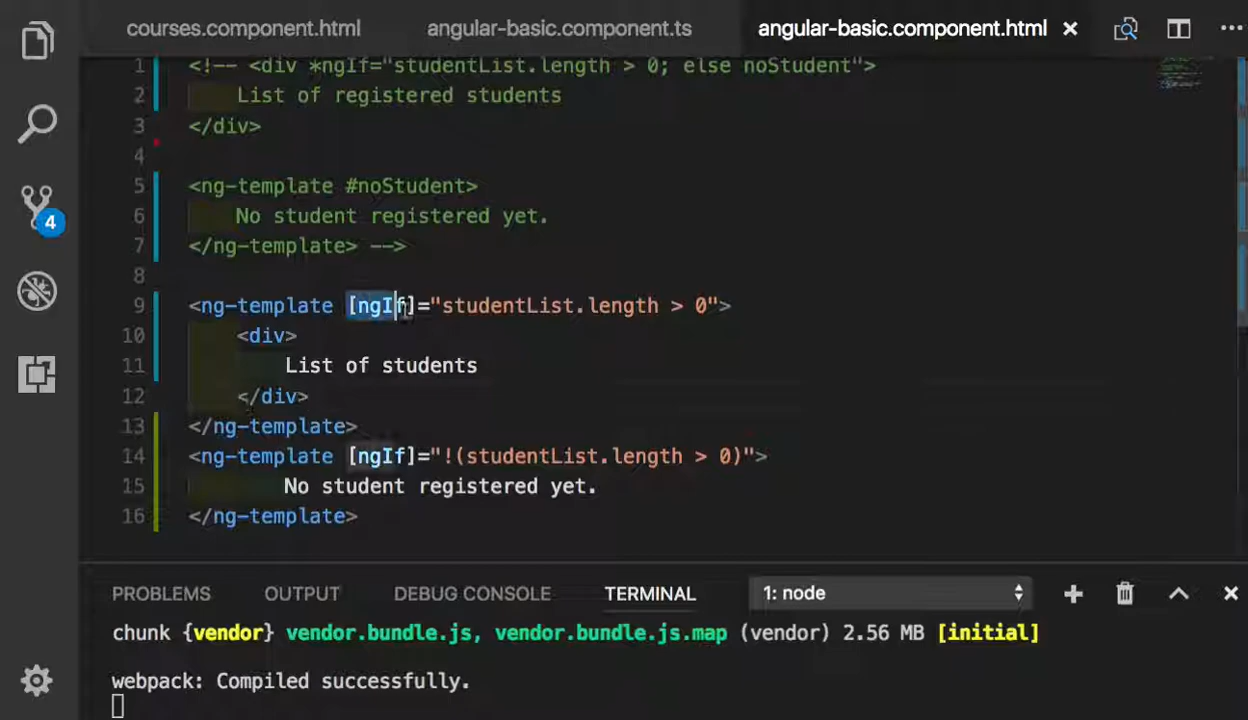 courses.component.html angular-basic.component.ts angular-basic.component.html
1 <!-- <div *ngIf="studentList.length > 0; else noStudent">
2 List of registered students
3 </div>
4
5 <ng-template #noStudent>
6 No student registered yet.
7 </ng-template> -->
8
9 <ng-template [ngIf]="studentList.length > 0">
10 <div>
11 List of students
12 </div>
13 </ng-template>
14 <ng-template [ngIf]="!(studentList.length > 0)">
15 No student registered yet.
16 </ng-template>
4
PROBLEMS OUTPUT DEBUG CONSOLE TERMINAL 1: node
chunk {vendor} vendor.bundle.js, vendor.bundle.js.map (vendor) 2.56 MB [initial]
webpack: Compiled successfully.